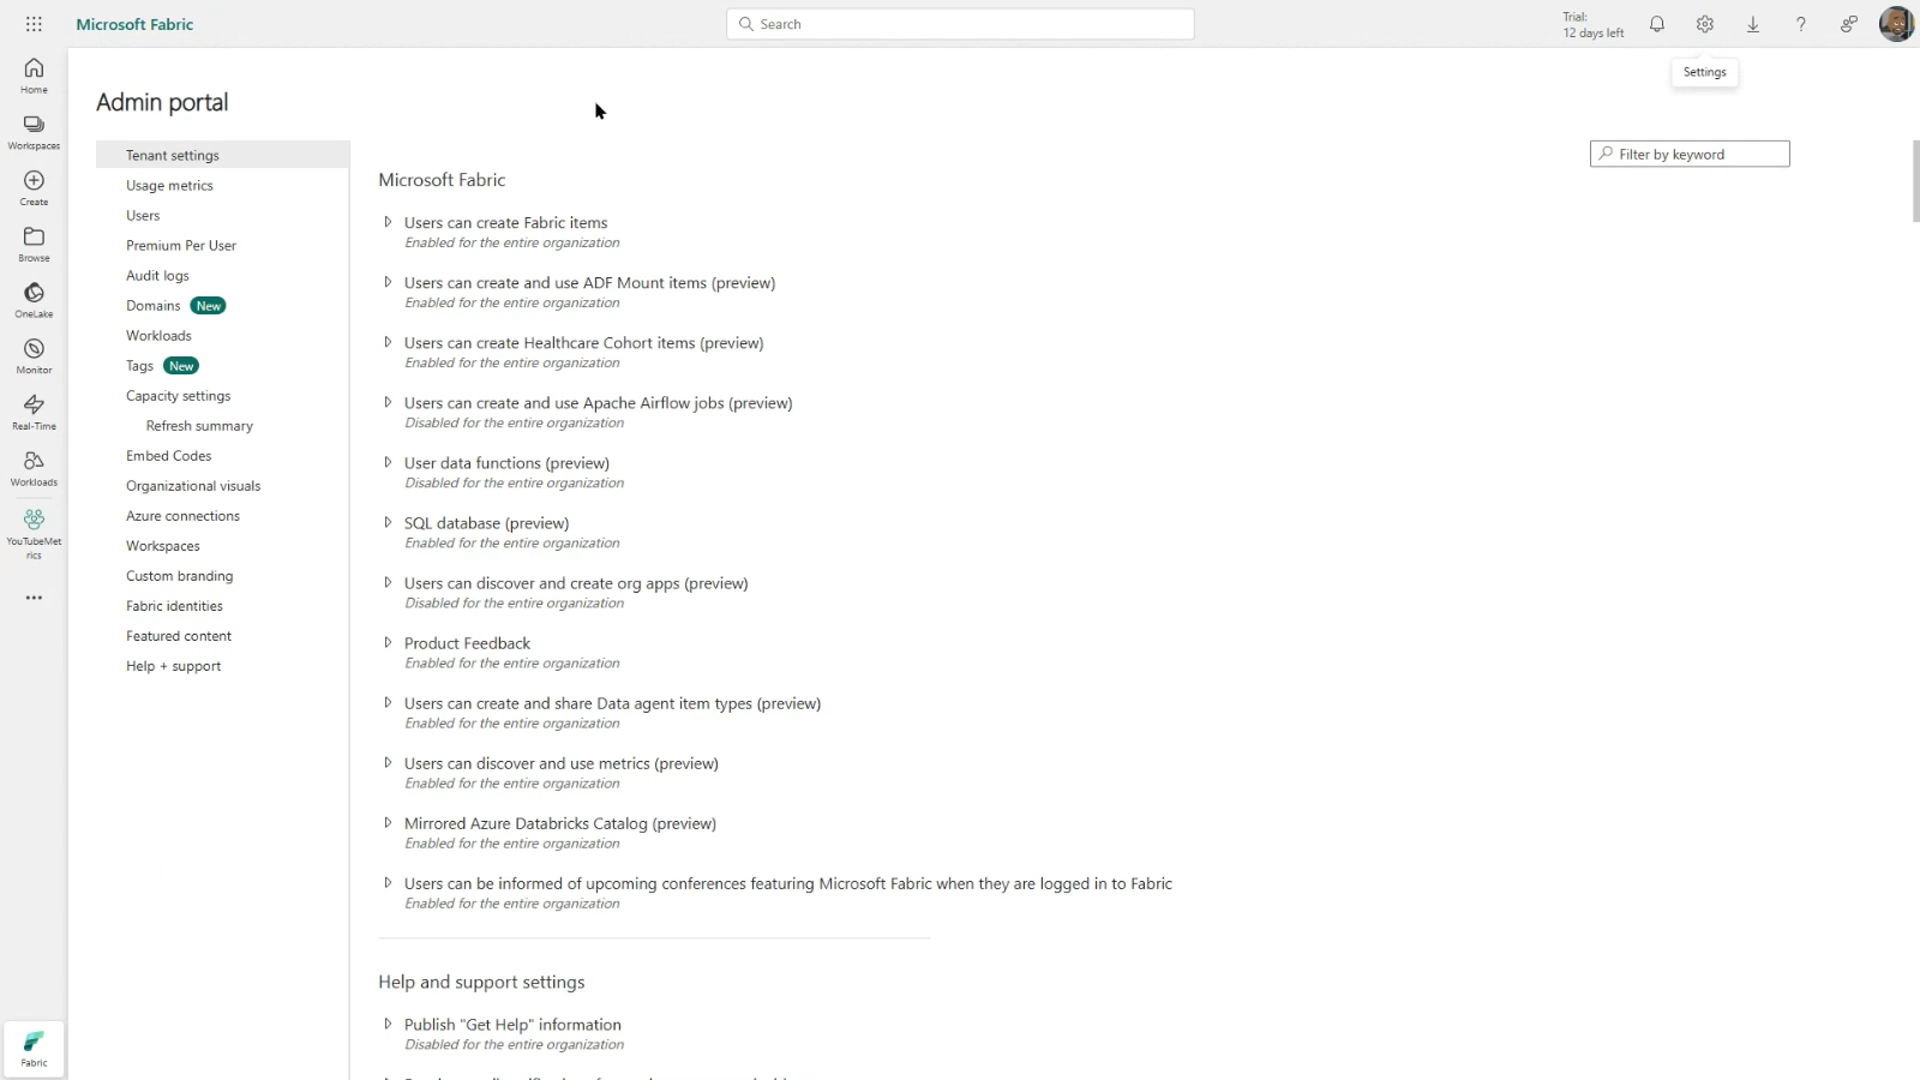 Microsoft Fabric
Search
Trial:
12 days left
Settings
Home
Workspaces
Create
Browse
OneLake
Monitor
Real-Time
Workloads
YouTubeMet
rics
Fabric
Admin portal
Tenant settings
Usage metrics
Users
Premium Per User
Audit logs
Domains New
Workloads
Tags New
Capacity settings
Refresh summary
Embed Codes
Organizational visuals
Azure connections
Workspaces
Custom branding
Fabric identities
Featured content
Help + support
Filter by keyword
Microsoft Fabric
Users can create Fabric items
Enabled for the entire organization
Users can create and use ADF Mount items (preview)
Enabled for the entire organization
Users can create Healthcare Cohort items (preview)
Enabled for the entire organization
Users can create and use Apache Airflow jobs (preview)
Disabled for the entire organization
User data functions (preview)
Disabled for the entire organization
SQL database (preview)
Enabled for the entire organization
Users can discover and create org apps (preview)
Disabled for the entire organization
Product Feedback
Enabled for the entire organization
Users can create and share Data agent item types (preview)
Enabled for the entire organization
Users can discover and use metrics (preview)
Enabled for the entire organization
Mirrored Azure Databricks Catalog (preview)
Enabled for the entire organization
Users can be informed of upcoming conferences featuring Microsoft Fabric when they are logged in to Fabric
Enabled for the entire organization
Help and support settings
Publish "Get Help" information
Disabled for the entire organization